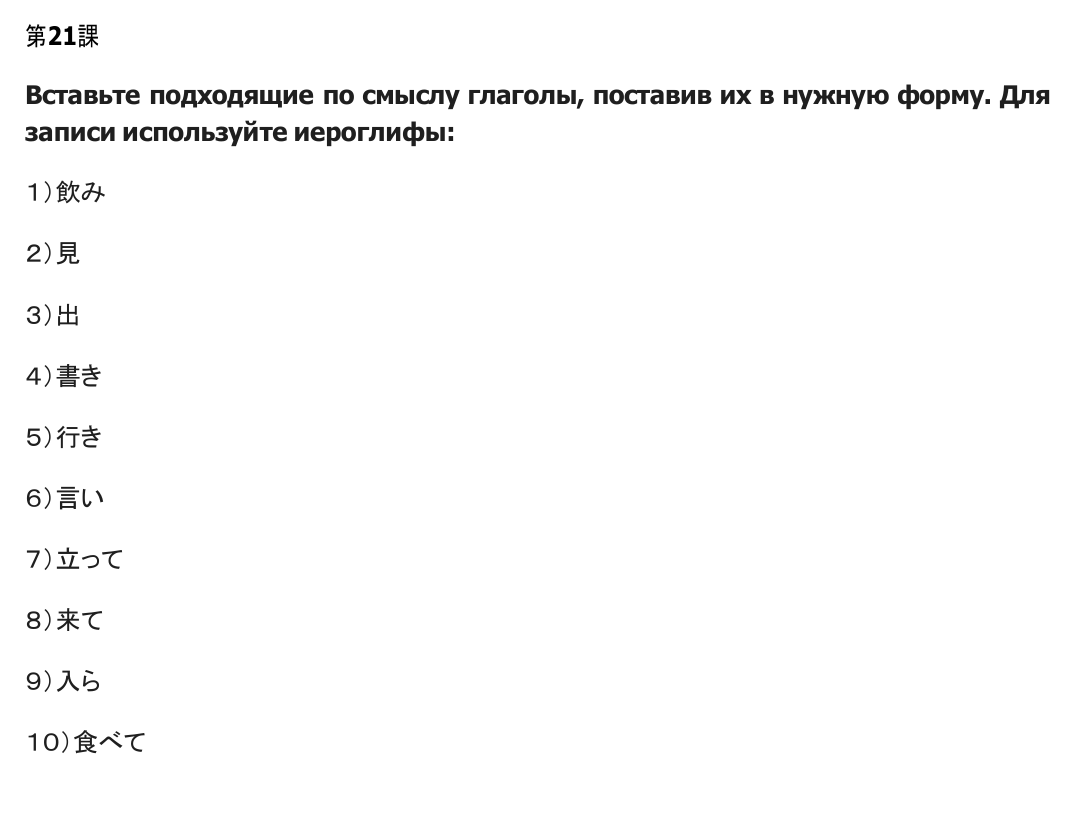 第21課
Вставьте подходящие по смыслу глаголы, поставив их в нужную форму. Для
записи используйте иероглифы:
１）飲み
２）見
３）出
４）書き
５）行き
６）言い
７）立って
８）来て
９）入ら
１０）食べて